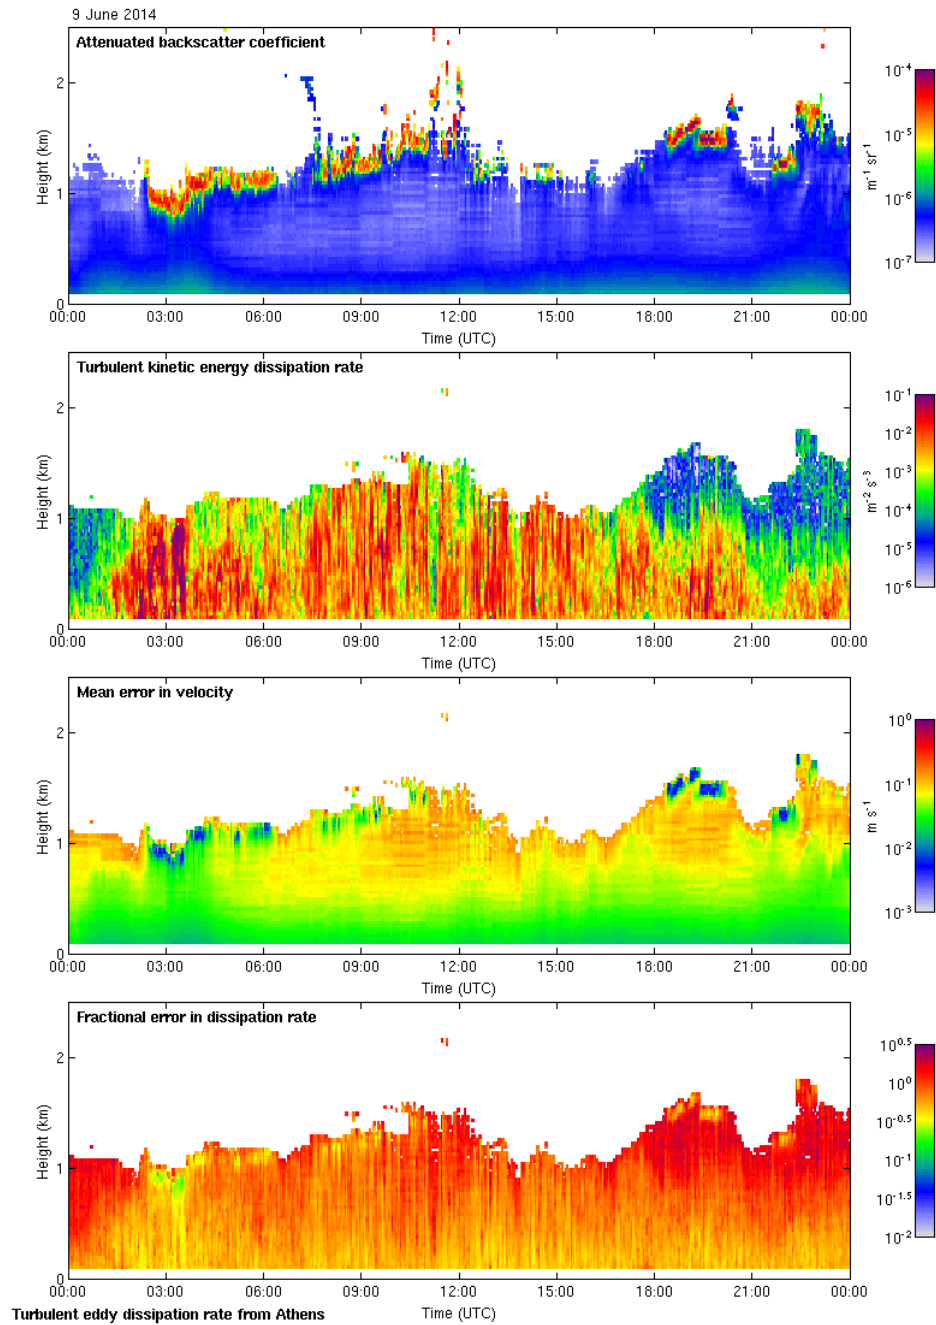 9 June 2014
Attenuated backscatter coefficient
Height (km)
2
1
0
00:00 03:00 06:00 09:00 12:00 15:00 18:00 21:00 00:00
Time (UTC)
10⁻⁴
10⁻⁵
10⁻⁶
10⁻⁷
m⁻¹ sr⁻¹
Turbulent kinetic energy dissipation rate
Height (km)
2
1
0
00:00 03:00 06:00 09:00 12:00 15:00 18:00 21:00 00:00
Time (UTC)
10⁻¹
10⁻²
10⁻³
10⁻⁴
10⁻⁵
10⁻⁶
m⁻² s⁻³
Mean error in velocity
Height (km)
2
1
0
00:00 03:00 06:00 09:00 12:00 15:00 18:00 21:00 00:00
Time (UTC)
10⁰
10⁻¹
10⁻²
10⁻³
m s⁻¹
Fractional error in dissipation rate
Height (km)
2
1
0
00:00 03:00 06:00 09:00 12:00 15:00 18:00 21:00 00:00
Time (UTC)
10⁰·⁵
10⁰
10⁻⁰·⁵
10⁻¹
10⁻¹·⁵
10⁻²
Turbulent eddy dissipation rate from Athens